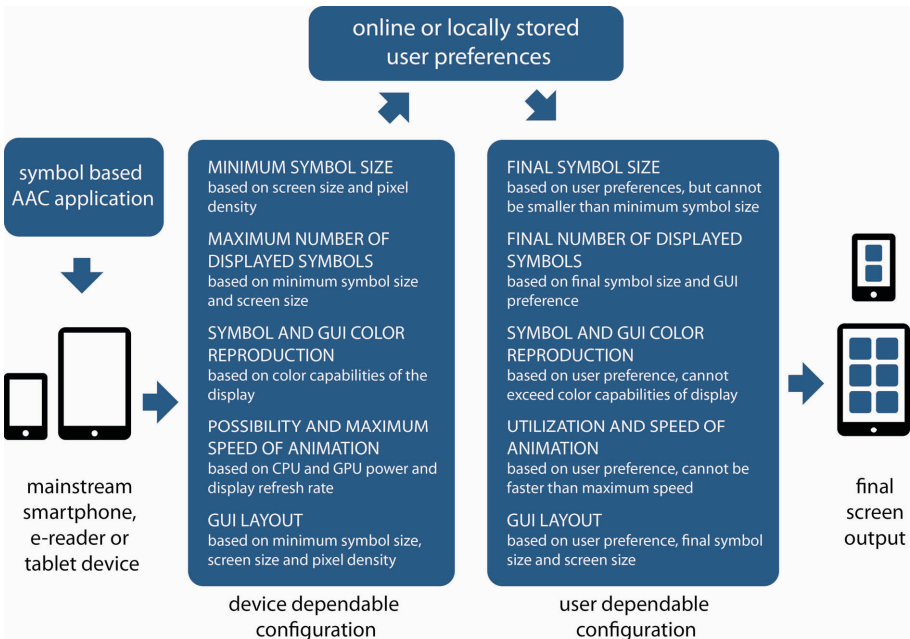 online or locally stored
user preferences
symbol based
AAC application
mainstream
smartphone,
e-reader or
tablet device
MINIMUM SYMBOL SIZE
based on screen size and pixel
density
MAXIMUM NUMBER OF
DISPLAYED SYMBOLS
based on minimum symbol size
and screen size
SYMBOL AND GUI COLOR
REPRODUCTION
based on color capabilities of the
display
POSSIBILITY AND MAXIMUM
SPEED OF ANIMATION
based on CPU and GPU power and
display refresh rate
GUI LAYOUT
based on minimum symbol size,
screen size and pixel density
device dependable
configuration
FINAL SYMBOL SIZE
based on user preferences, but cannot
be smaller than minimum symbol size
FINAL NUMBER OF DISPLAYED
SYMBOLS
based on final symbol size and GUI
preference
SYMBOL AND GUI COLOR
REPRODUCTION
based on user preference, cannot
exceed color capabilities of display
UTILIZATION AND SPEED OF
ANIMATION
based on user preference, cannot be
faster than maximum speed
GUI LAYOUT
based on user preference, final symbol
size and screen size
user dependable
configuration
final
screen
output